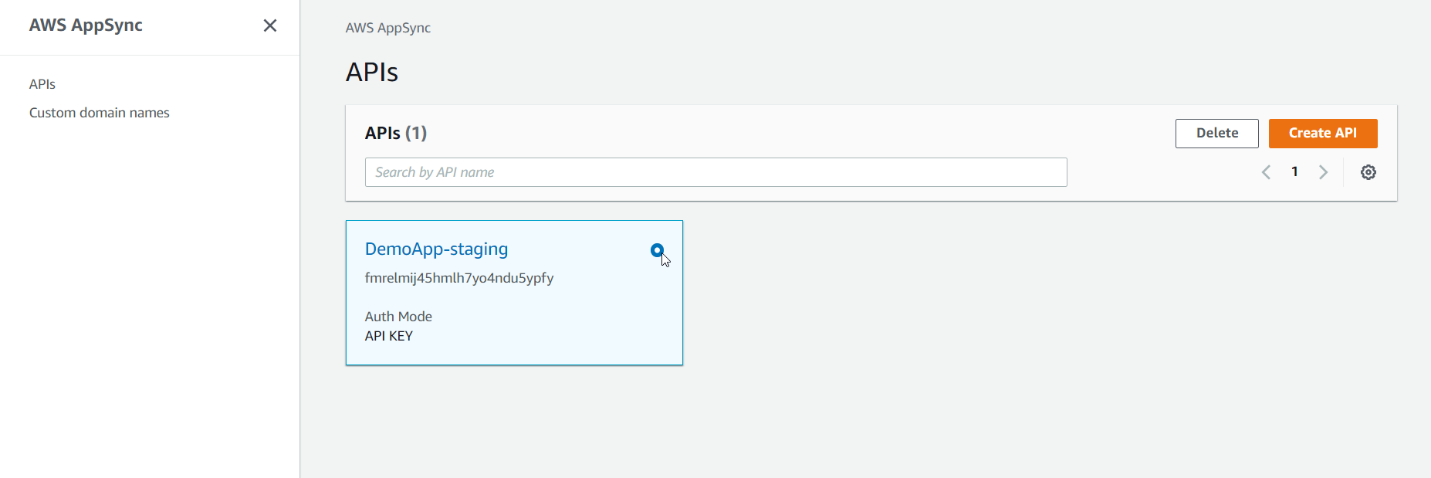 AWS AppSync
APIs
Custom domain names
AWS AppSync
APIs
APIs (1)
Delete
Create API
Search by API name
1
DemoApp-staging
fmrelmij45hmlh7yo4ndu5ypfy
Auth Mode
API KEY